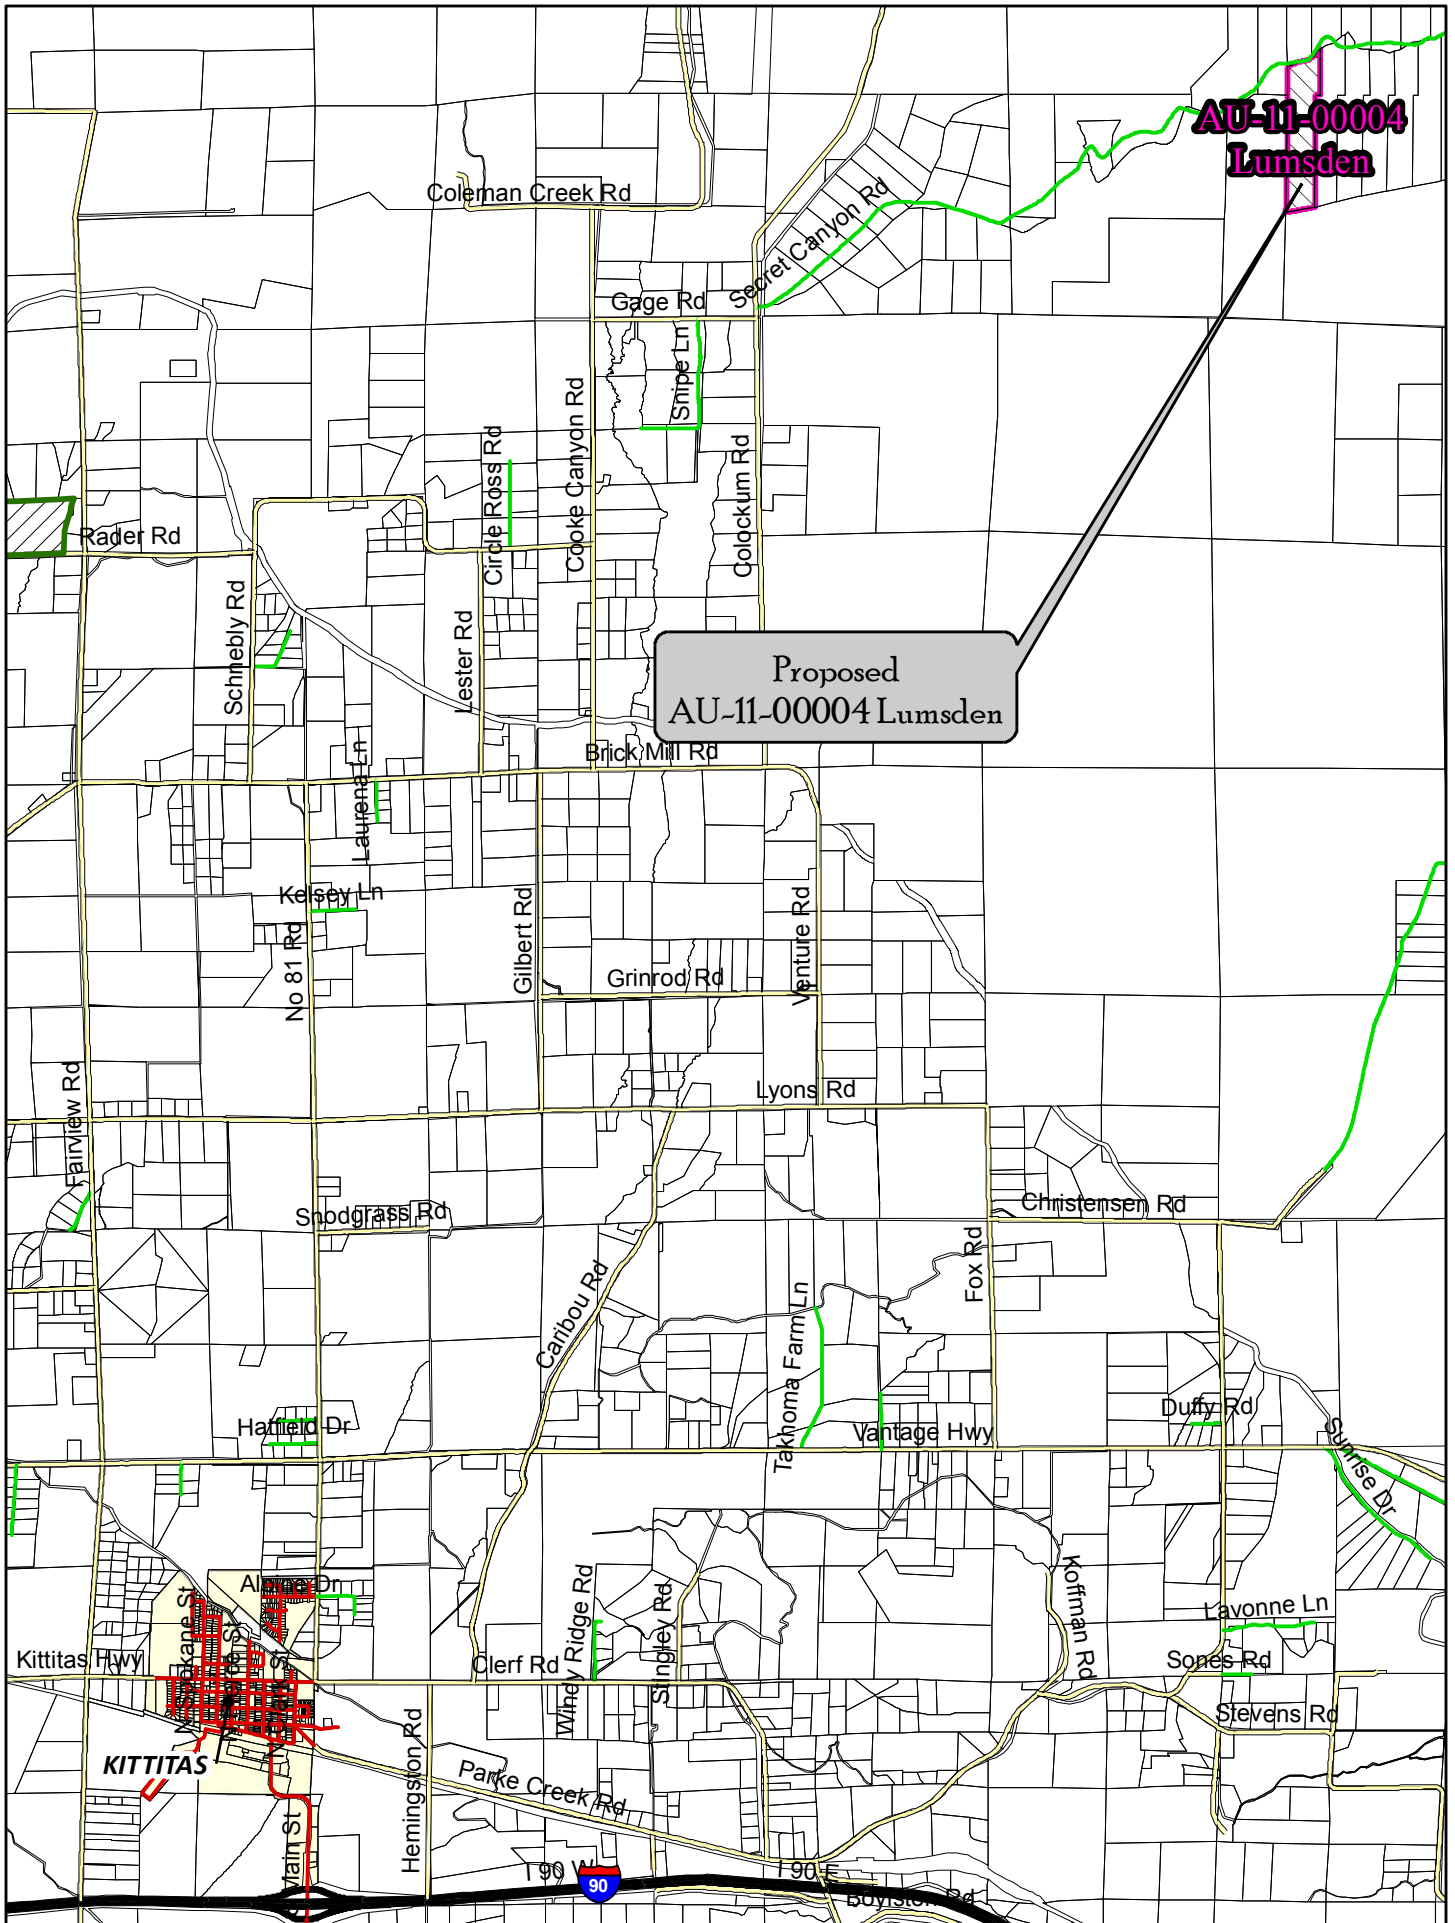 AU-11-00004
Lumsden
Coleman Creek Rd
Secret Canyon Rd
Gage Rd
Snipe Ln
Cooke Canyon Rd
Circle Ross Rd
Colockum Rd
Rader Rd
Schnebly Rd
Lester Rd
Proposed
AU-11-00004 Lumsden
Brick Mill Rd
Laurena Ln
Kelsey Ln
No 81 Rd
Gilbert Rd
Venture Rd
Grinrod Rd
Fairview Rd
Lyons Rd
Snodgrass Rd
Christensen Rd
Fox Rd
Caribou Rd
Takhoma Farm Ln
Hatfield Dr
Vantage Hwy
Duffy Rd
Sunrise Dr
Alpine Dr
N Spokane St
Windy Ridge Rd
Stingley Rd
Koffman Rd
Lavonne Ln
Kittitas Hwy
Clerf Rd
Sones Rd
Stevens Rd
KITTITAS
Hemingston Rd
Parke Creek Rd
Main St
I 90 W
90
I 90 E
Boylston Rd